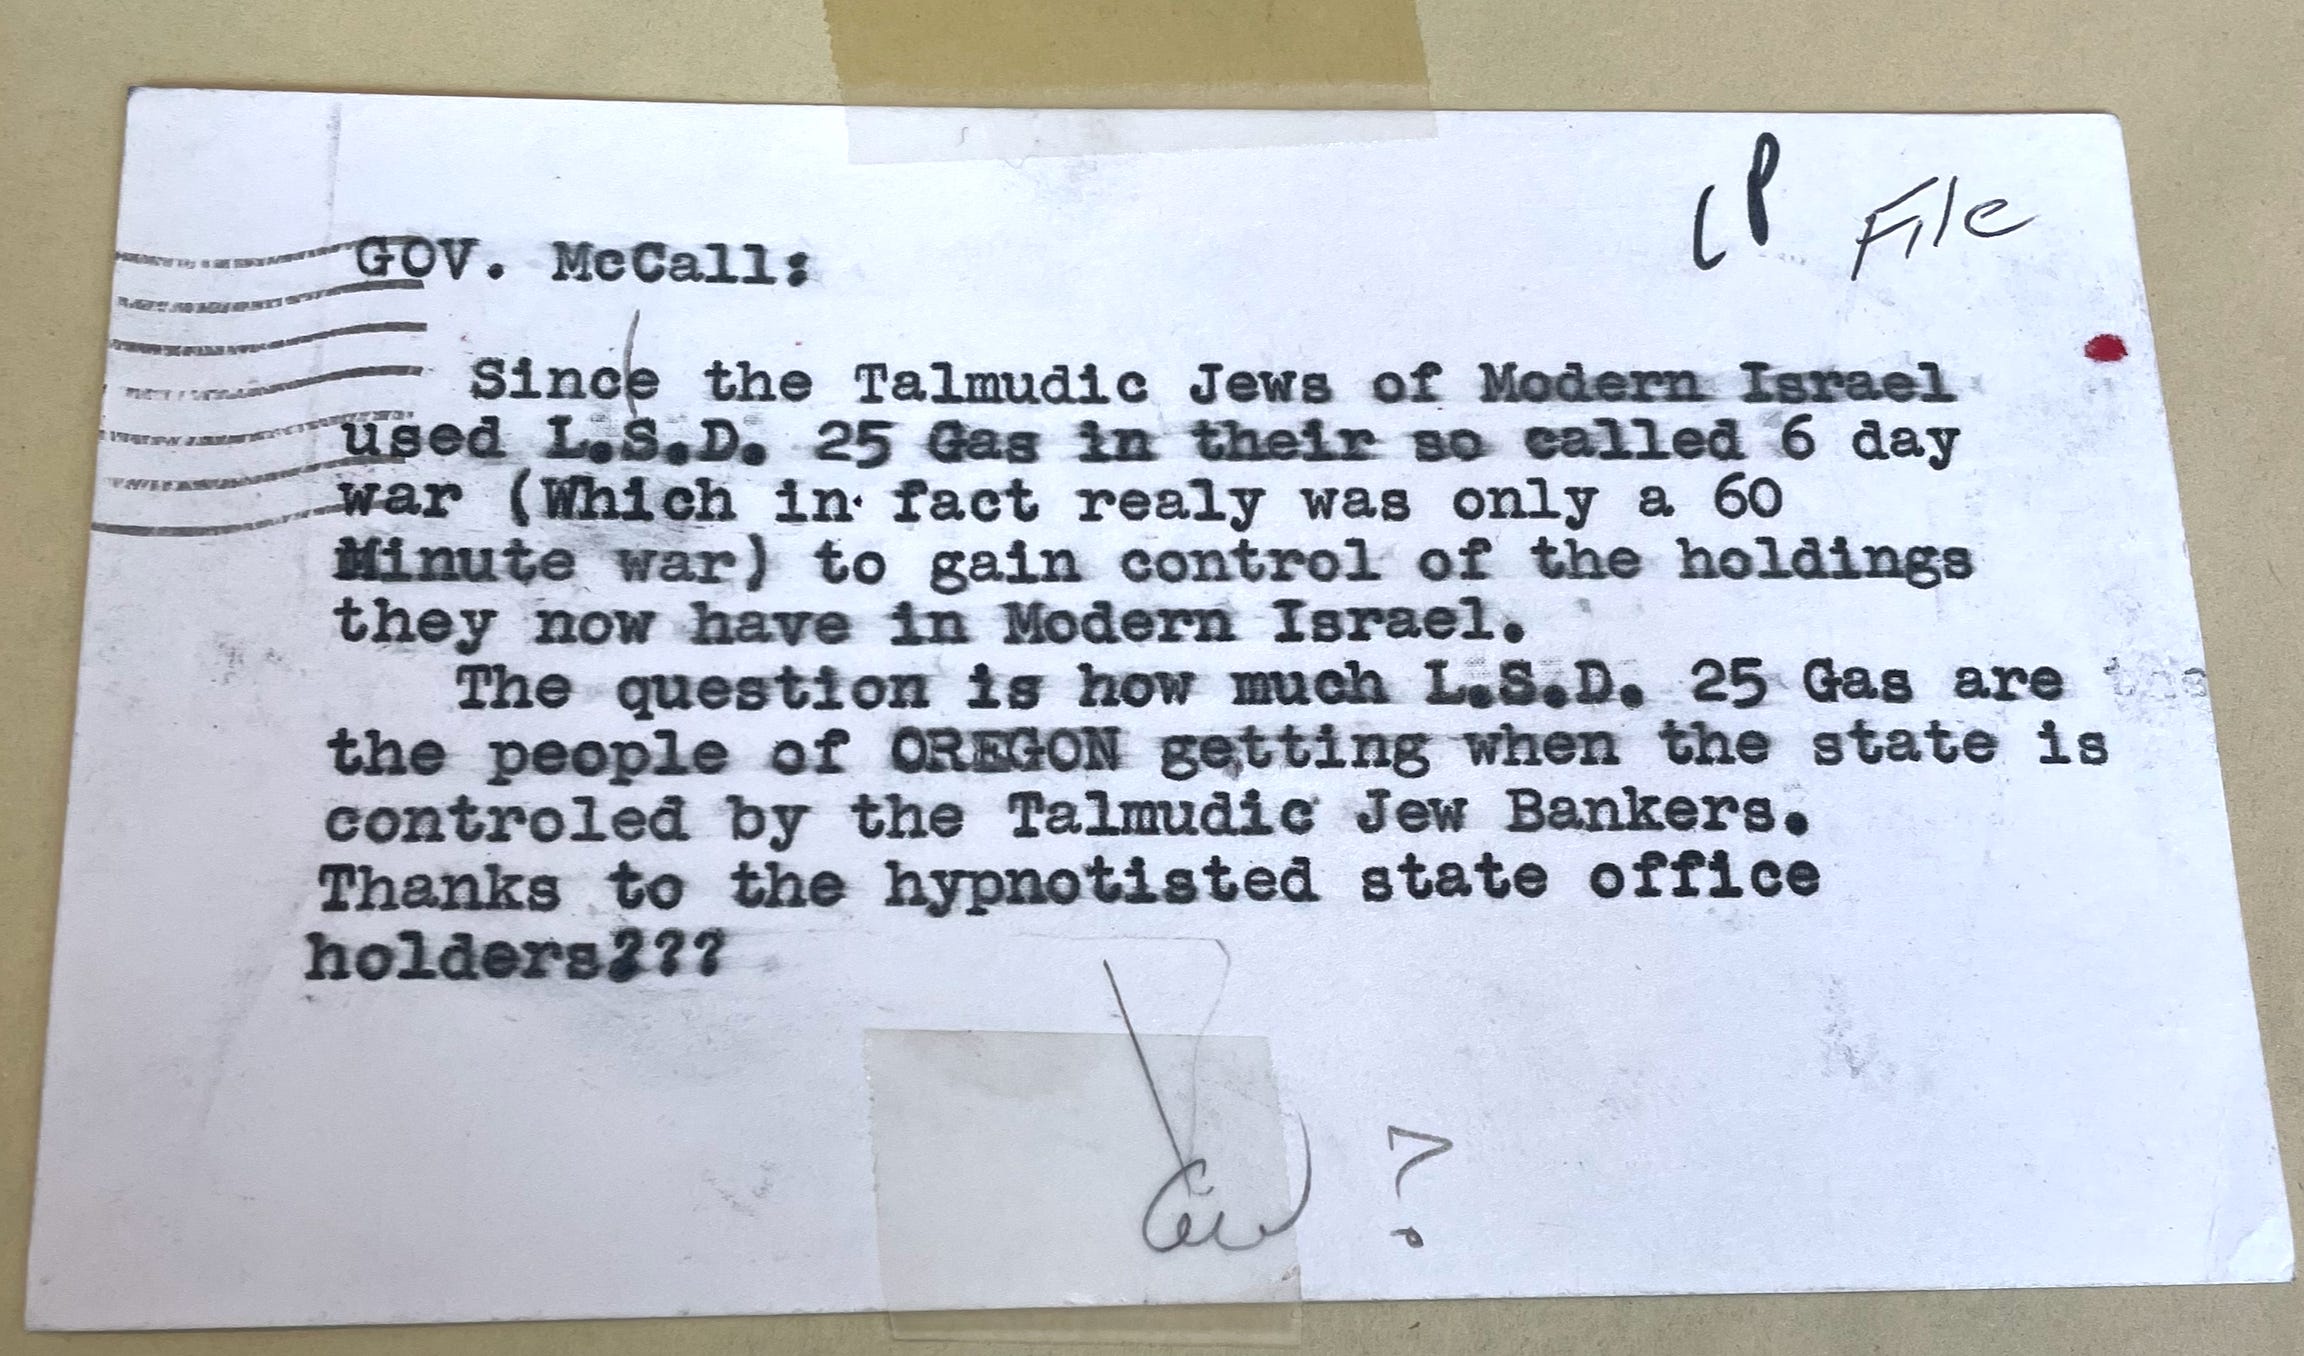 File
GOV. McCall:
Since the Talmudic Jews of Modern Israel
used L.S.D. 25 Gas in their so called 6 day
war (Which in fact realy was only a 60
Minute war) to gain control of the holdings
they now have in Modern Israel.
The question is how much L.S.D. 25 Gas are
the people of OREGON getting when the state is
controled by the Talmudic Jew Bankers.
Thanks to the hypnotisted state office
holders???
?